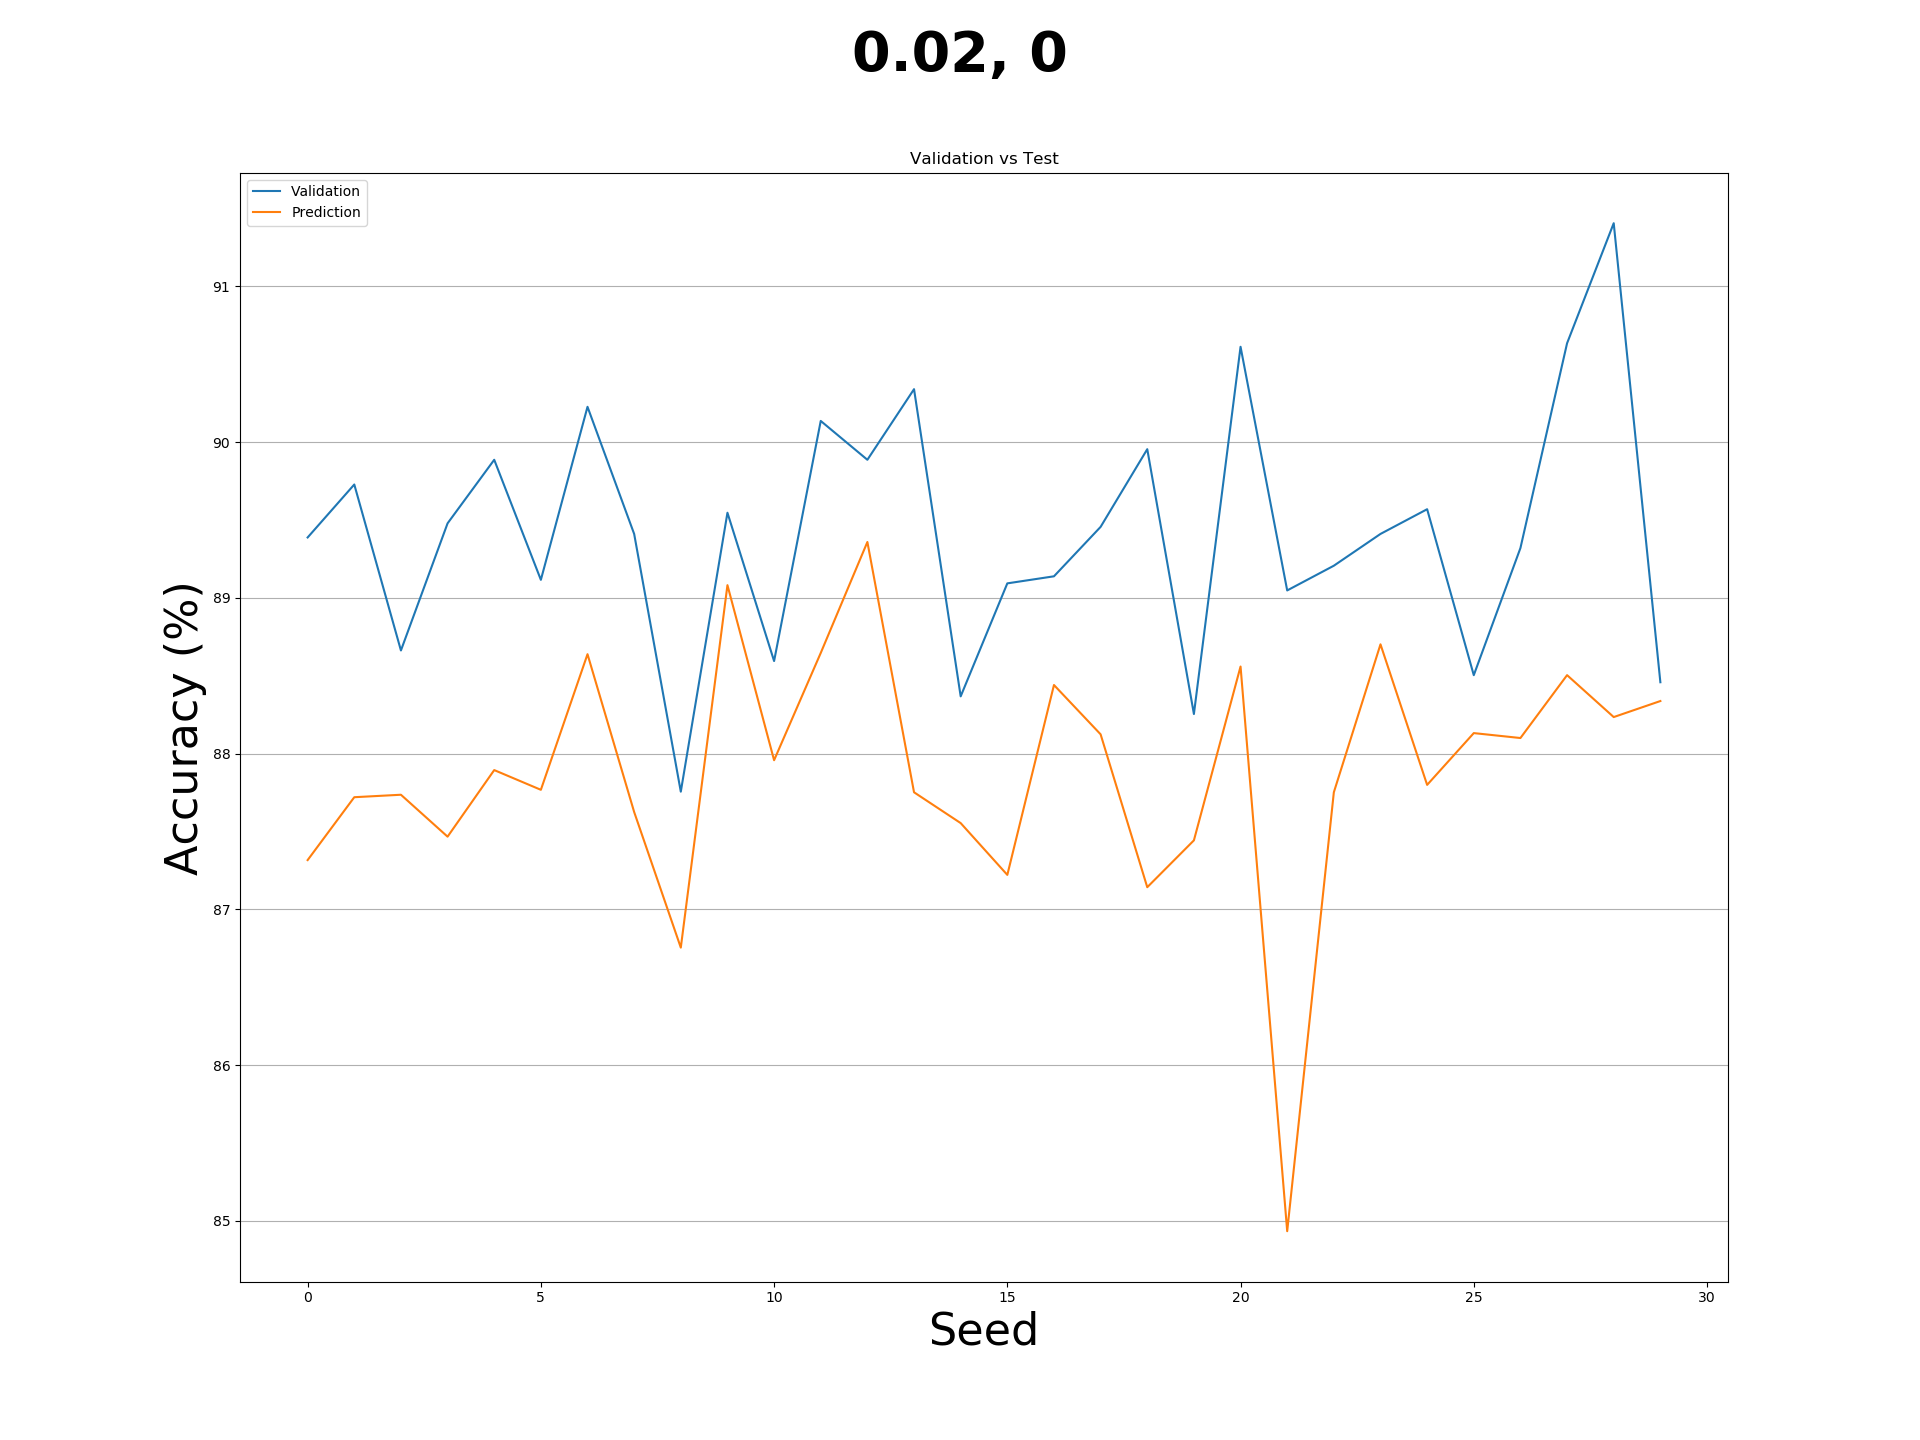 0.02, 0
Validation vs Test
Validation
Prediction
91
90
89
88
87
86
85
Accuracy (%)
0 5 10 15 20 25 30
Seed